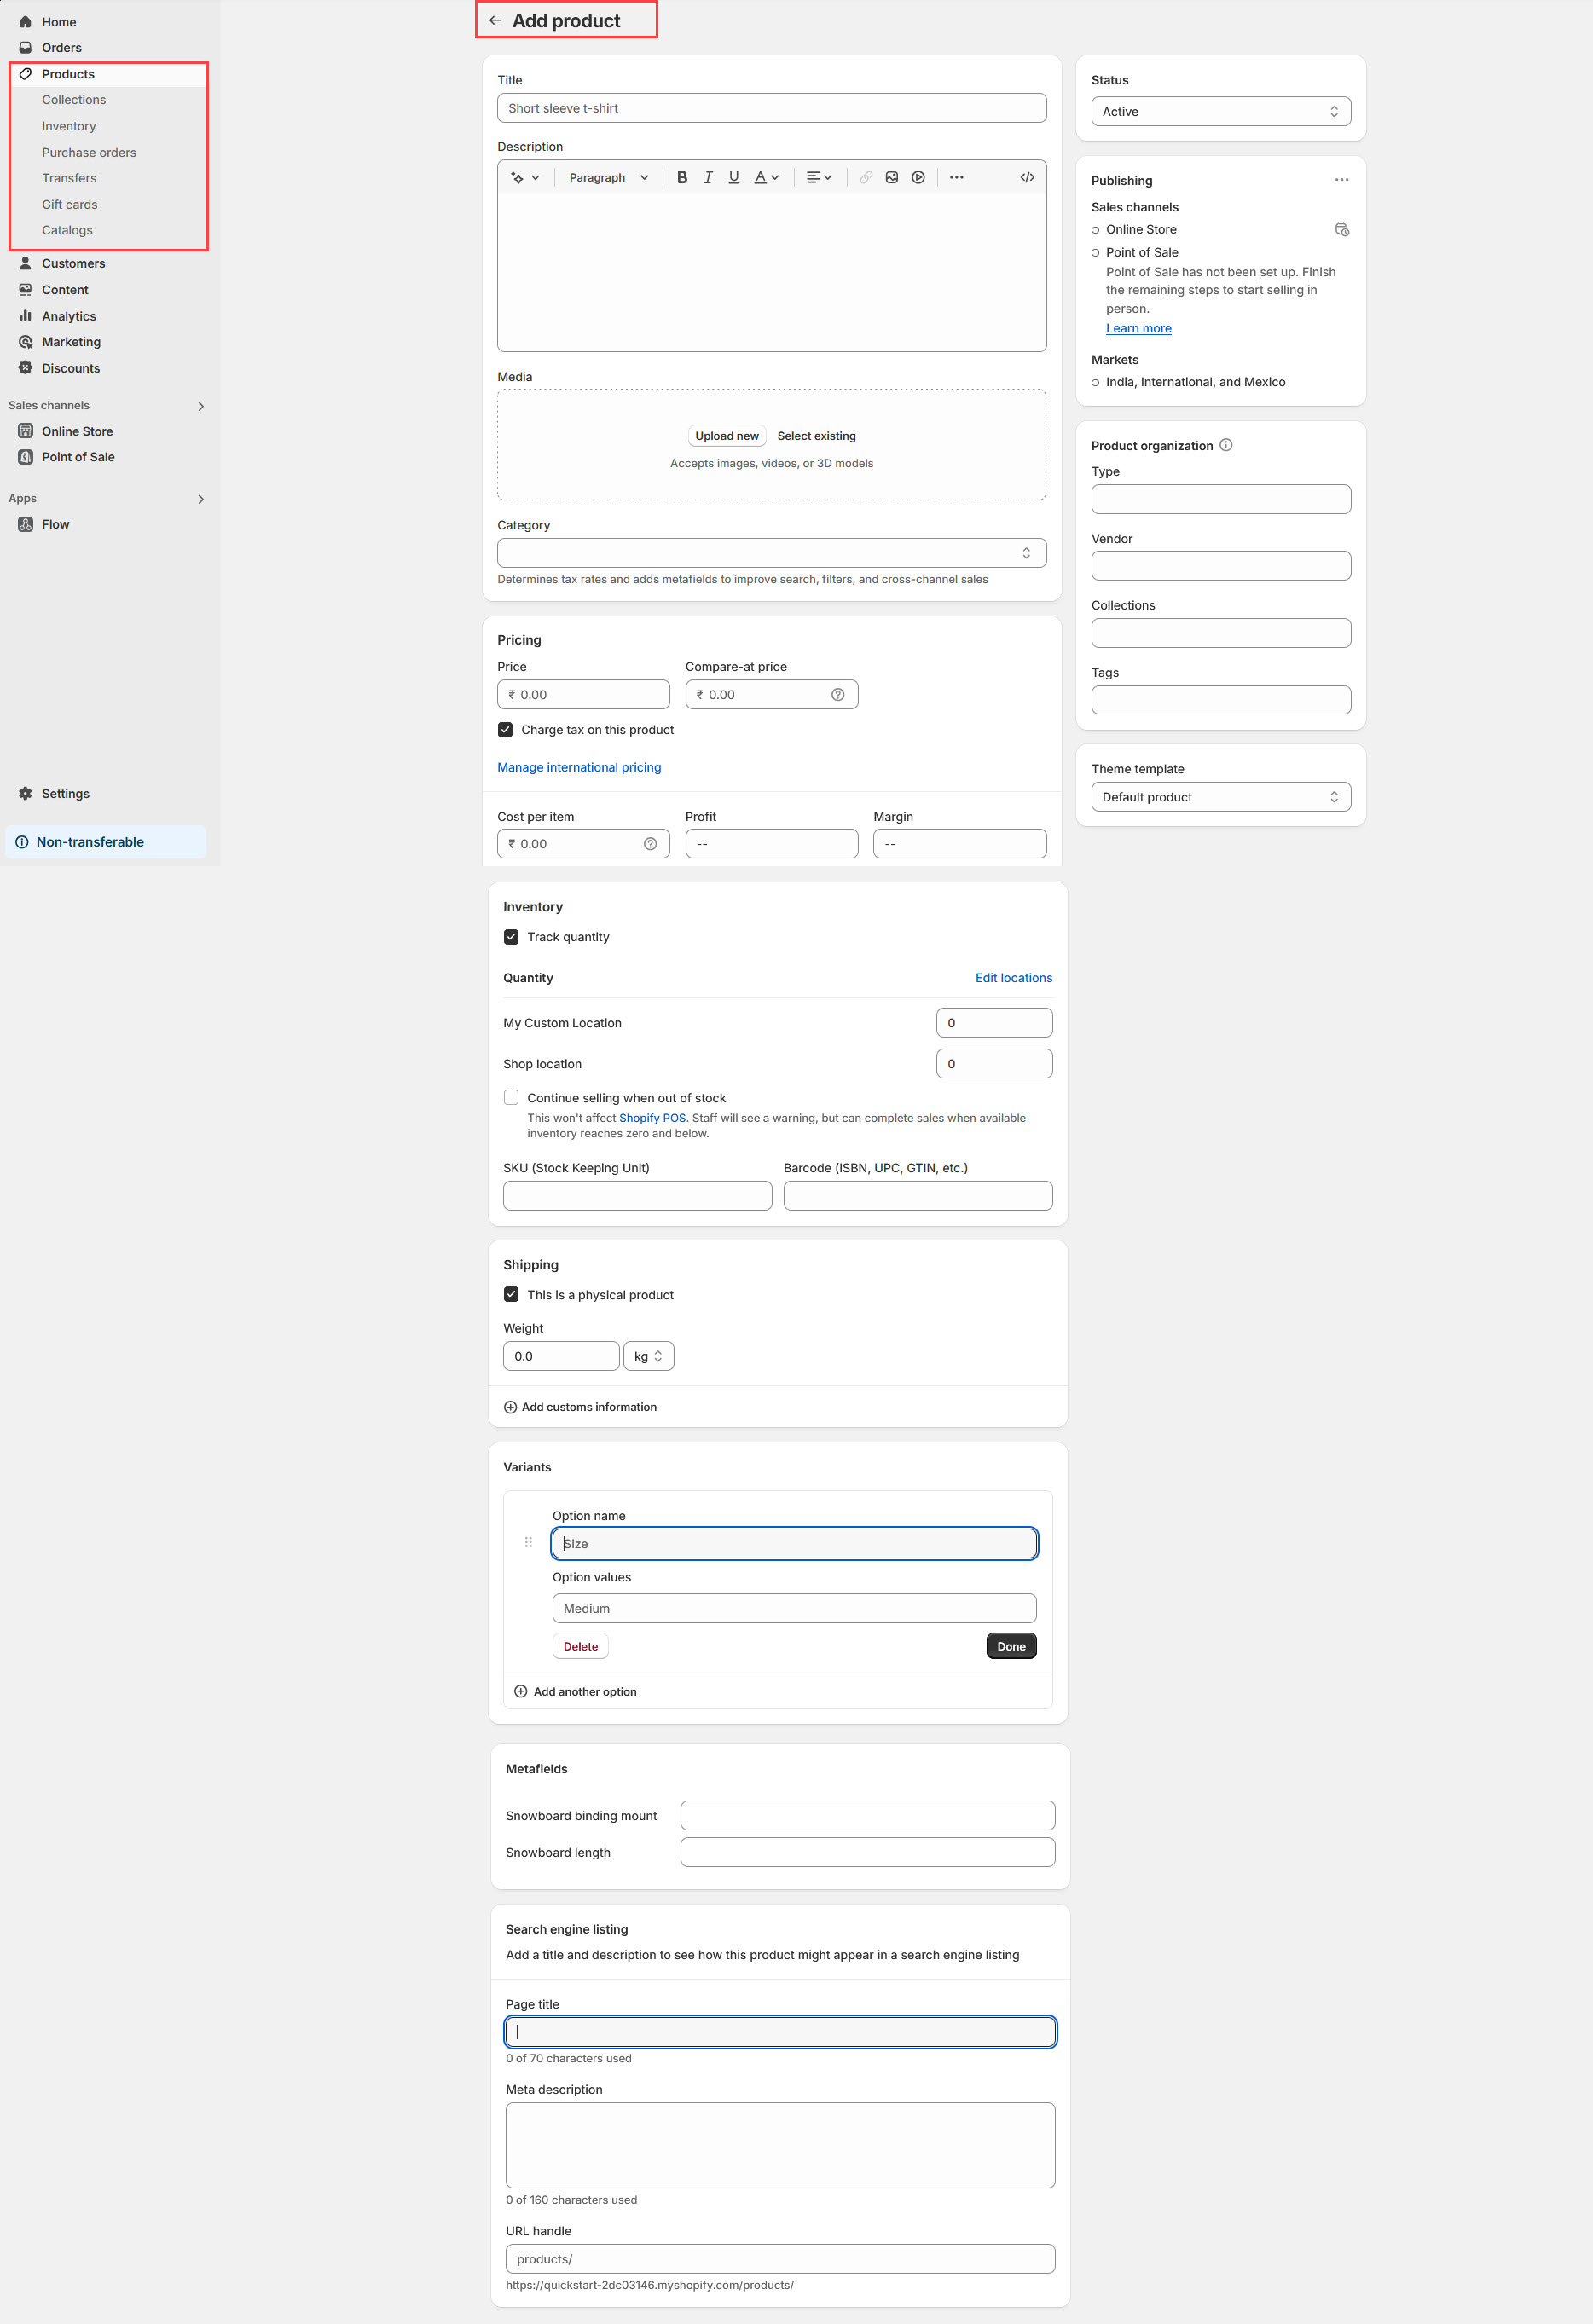 Home
Orders
Products
Collections
Inventory
Purchase orders
Transfers
Gift cards
Catalogs
Customers
Content
Analytics
Marketing
Discounts
Sales channels
Online Store
Point of Sale
Apps
Flow
Settings
Non-transferable
Add product
Title
Short sleeve t-shirt
Description
Paragraph
B I U A
Media
Upload new Select existing
Accepts images, videos, or 3D models
Category
Determines tax rates and adds metafields to improve search, filters, and cross-channel sales
Pricing
Price Compare-at price
₹ 0.00 ₹ 0.00
Charge tax on this product
Manage international pricing
Cost per item Profit Margin
₹ 0.00 -- --
Status
Active
Publishing
Sales channels
Online Store
Point of Sale
Point of Sale has not been set up. Finish
the remaining steps to start selling in
person.
Learn more
Markets
India, International, and Mexico
Product organization
Type
Vendor
Collections
Tags
Theme template
Default product
Inventory
Track quantity
Quantity Edit locations
My Custom Location 0
Shop location 0
Continue selling when out of stock
This won't affect Shopify POS. Staff will see a warning, but can complete sales when available
inventory reaches zero and below.
SKU (Stock Keeping Unit) Barcode (ISBN, UPC, GTIN, etc.)
Shipping
This is a physical product
Weight
0.0 kg
Add customs information
Variants
Option name
Size
Option values
Medium
Delete Done
Add another option
Metafields
Snowboard binding mount
Snowboard length
Search engine listing
Add a title and description to see how this product might appear in a search engine listing
Page title
0 of 70 characters used
Meta description
0 of 160 characters used
URL handle
products/
https://quickstart-2dc03146.myshopify.com/products/